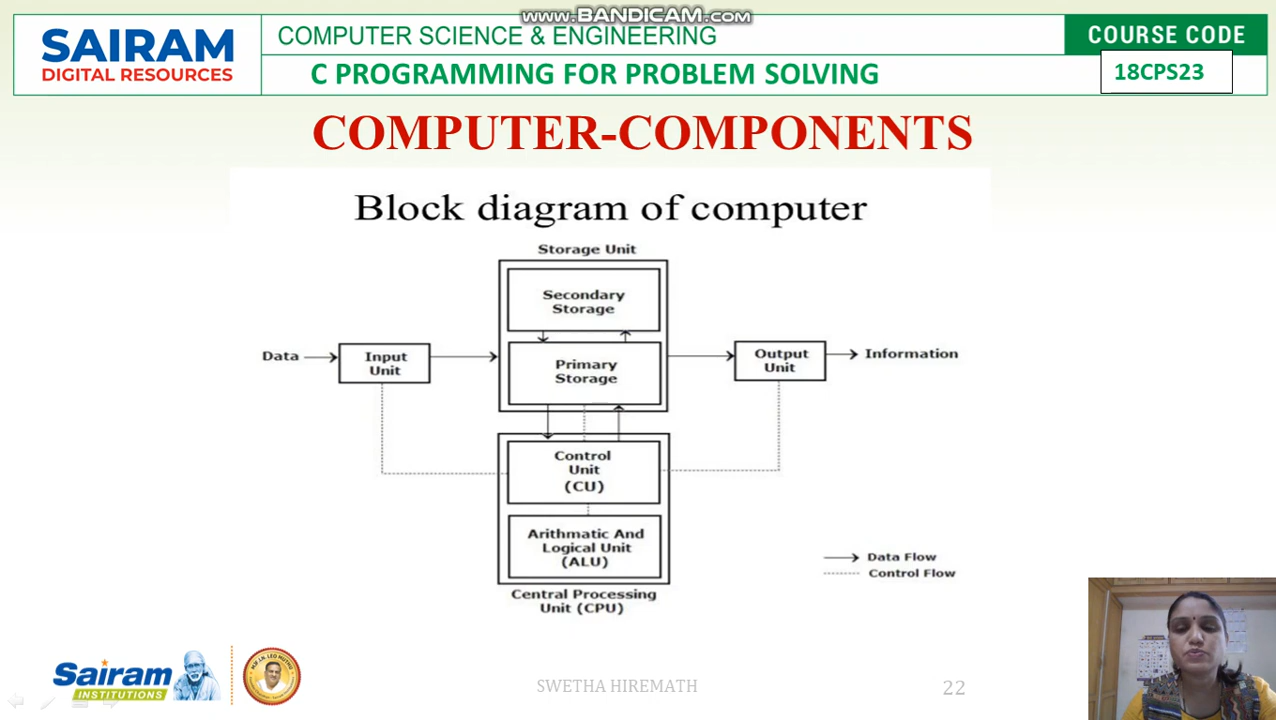 www.BANDICAM.com
SAIRAM
DIGITAL RESOURCES
COMPUTER SCIENCE & ENGINEERING
C PROGRAMMING FOR PROBLEM SOLVING
COURSE CODE
18CPS23
COMPUTER-COMPONENTS
Block diagram of computer
Storage Unit
Secondary
Storage
Data
Input
Unit
Primary
Storage
Output
Unit
Information
Control
Unit
(CU)
Arithmatic And
Logical Unit
(ALU)
Central Processing
Unit (CPU)
Data Flow
Control Flow
Sairam
INSTITUTIONS
SWETHA HIREMATH
22